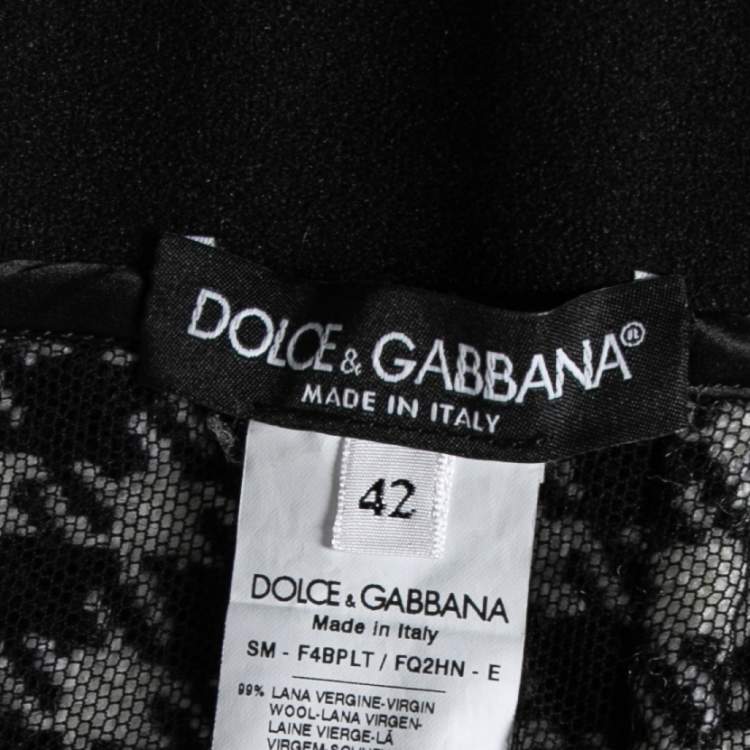 DOLCE & GABBANA®
MADE IN ITALY
42
DOLCE & GABBANA
Made in Italy
SM - F4BPLT / FQ2HN - E
99% LANA VERGINE-VIRGIN
WOOL-LANA VIRGEN-
LAINE VIERGE-LÃ